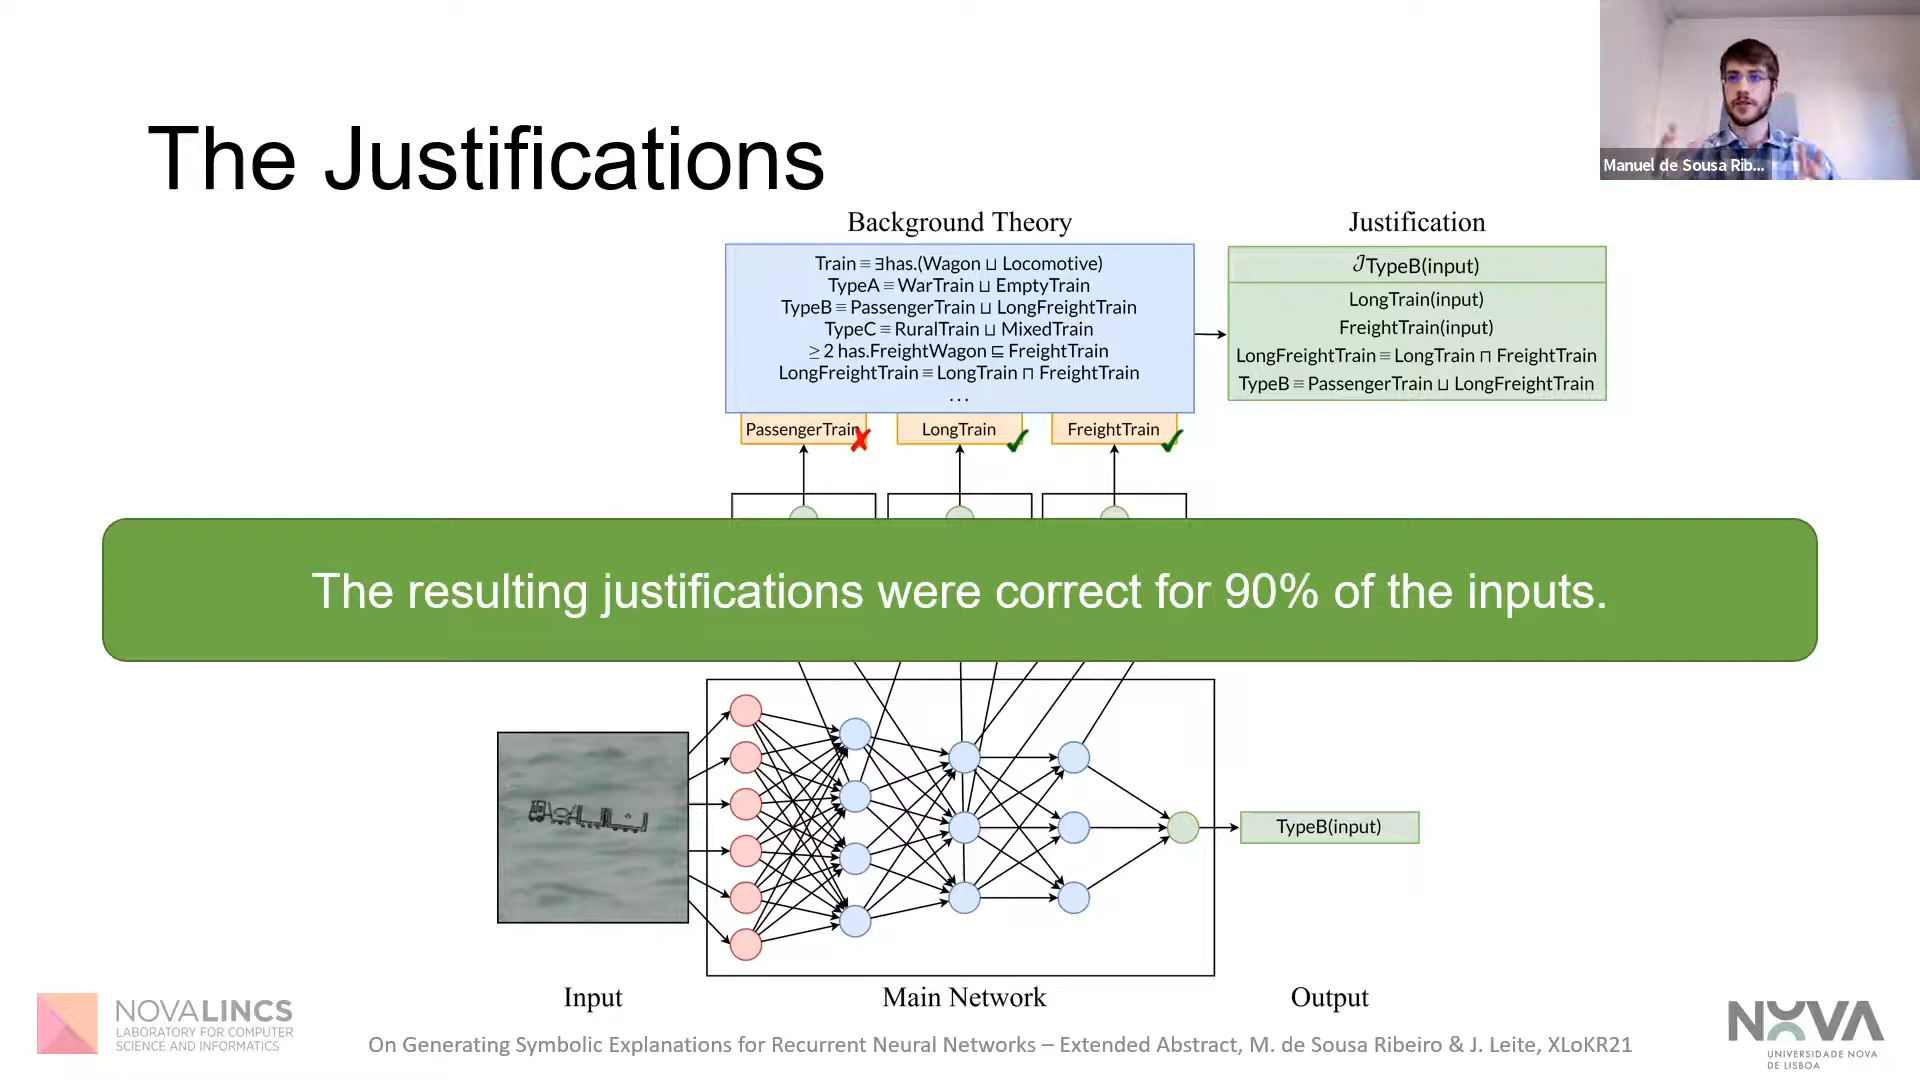 Manuel de Sousa Rib...
The Justifications
Background Theory
Train ≡ ∃has.(Wagon ⊔ Locomotive)
TypeA ≡ WarTrain ⊔ EmptyTrain
TypeB ≡ PassengerTrain ⊔ LongFreightTrain
TypeC ≡ RuralTrain ⊔ MixedTrain
≥ 2 has.FreightWagon ⊑ FreightTrain
LongFreightTrain ≡ LongTrain ⊓ FreightTrain
...
Justification
𝒥 TypeB(input)
LongTrain(input)
FreightTrain(input)
LongFreightTrain ≡ LongTrain ⊓ FreightTrain
TypeB ≡ PassengerTrain ⊔ LongFreightTrain
PassengerTrain
LongTrain
FreightTrain
The resulting justifications were correct for 90% of the inputs.
TypeB(input)
Input
Main Network
Output
NOVALINCS
LABORATORY FOR COMPUTER
SCIENCE AND INFORMATICS
On Generating Symbolic Explanations for Recurrent Neural Networks – Extended Abstract, M. de Sousa Ribeiro & J. Leite, XLoKR21
NOVA
UNIVERSIDADE NOVA
DE LISBOA